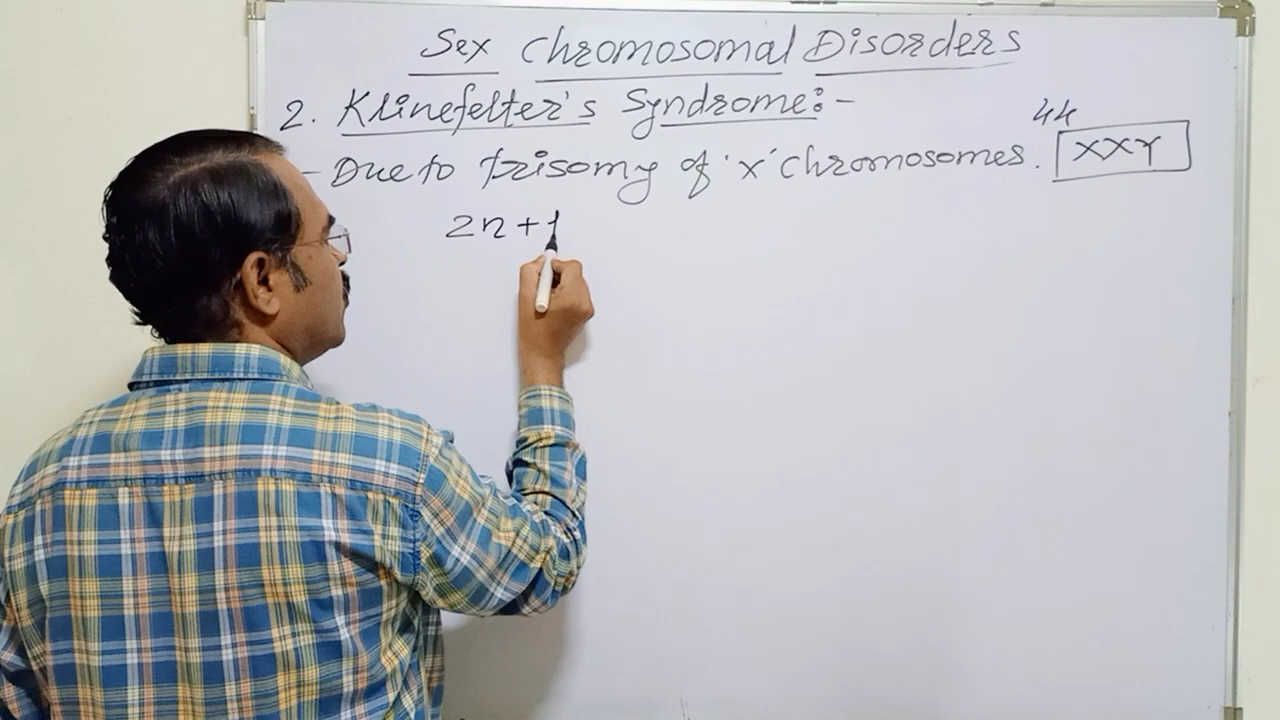 Sex Chromosomal Disorders
2. Klinefelter's Syndrome:-
44
- Due to trisomy of 'x' chromosomes. XXY
2n+1